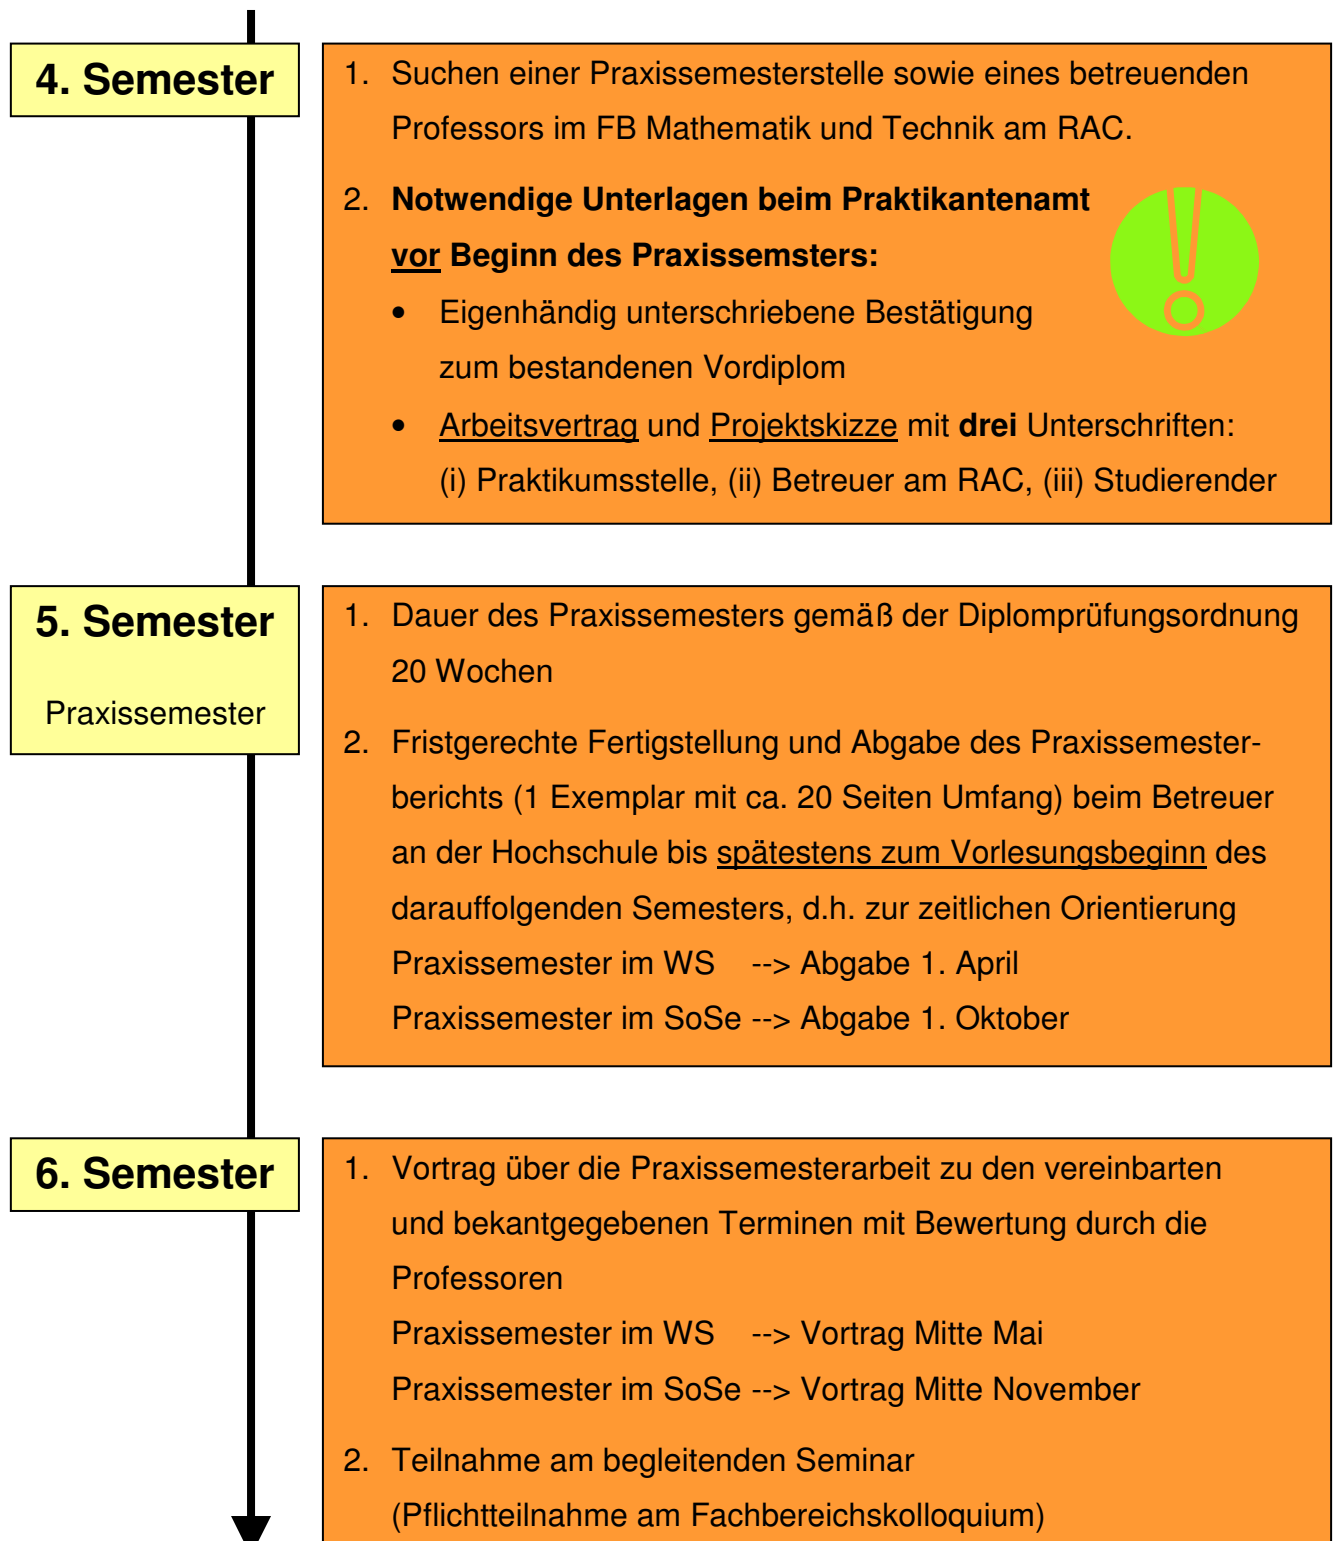 4. Semester
1. Suchen einer Praxissemesterstelle sowie eines betreuenden
Professors im FB Mathematik und Technik am RAC.
2. Notwendige Unterlagen beim Praktikantenamt
vor Beginn des Praxissemsters:
• Eigenhändig unterschriebene Bestätigung
zum bestandenen Vordiplom
• Arbeitsvertrag und Projektskizze mit drei Unterschriften:
(i) Praktikumsstelle, (ii) Betreuer am RAC, (iii) Studierender
5. Semester
Praxissemester
1. Dauer des Praxissemesters gemäß der Diplomprüfungsordnung
20 Wochen
2. Fristgerechte Fertigstellung und Abgabe des Praxissemester-
berichts (1 Exemplar mit ca. 20 Seiten Umfang) beim Betreuer
an der Hochschule bis spätestens zum Vorlesungsbeginn des
darauffolgenden Semesters, d.h. zur zeitlichen Orientierung
Praxissemester im WS --> Abgabe 1. April
Praxissemester im SoSe --> Abgabe 1. Oktober
6. Semester
1. Vortrag über die Praxissemesterarbeit zu den vereinbarten
und bekantgegebenen Terminen mit Bewertung durch die
Professoren
Praxissemester im WS --> Vortrag Mitte Mai
Praxissemester im SoSe --> Vortrag Mitte November
2. Teilnahme am begleitenden Seminar
(Pflichtteilnahme am Fachbereichskolloquium)